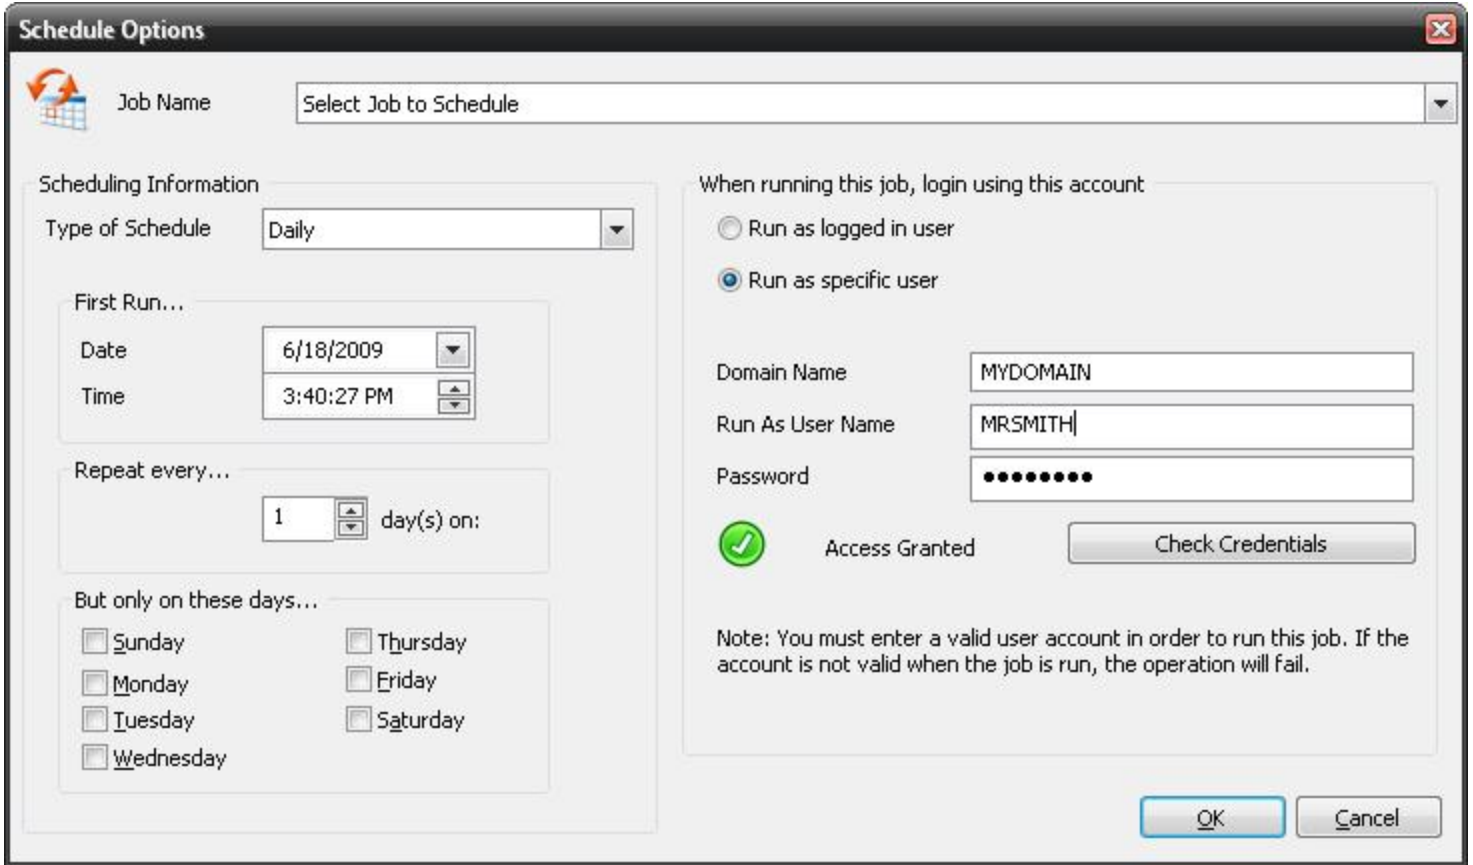 Schedule Options
Job Name
Select Job to Schedule
Scheduling Information
Type of Schedule
Daily
First Run...
Date
6/18/2009
Time
3:40:27 PM
Repeat every...
1
day(s) on:
But only on these days...
Sunday
Thursday
Monday
Friday
Tuesday
Saturday
Wednesday
When running this job, login using this account
Run as logged in user
Run as specific user
Domain Name
MYDOMAIN
Run As User Name
MRSMITH
Password
●●●●●●●●
Access Granted
Check Credentials
Note: You must enter a valid user account in order to run this job. If the
account is not valid when the job is run, the operation will fail.
OK
Cancel